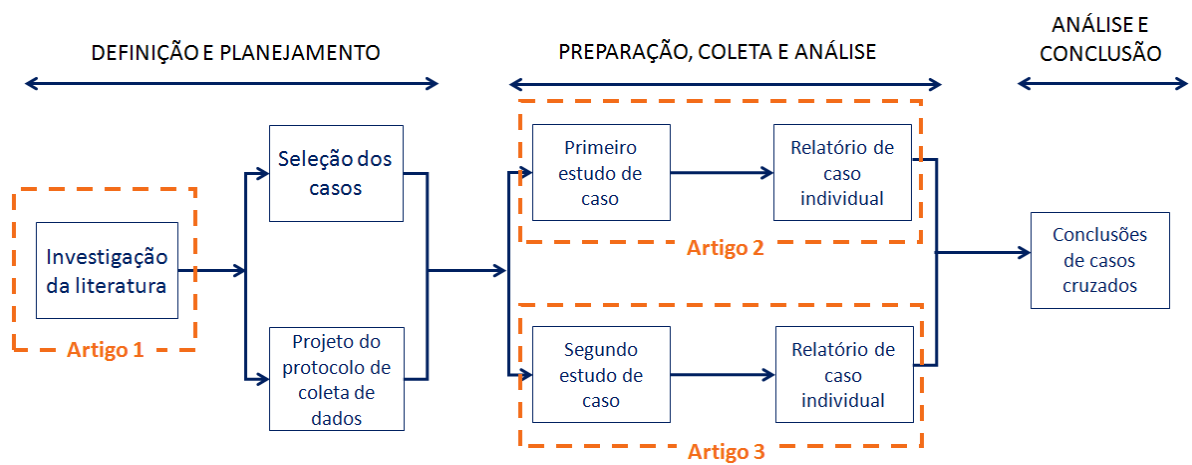 DEFINIÇÃO E PLANEJAMENTO
PREPARAÇÃO, COLETA E ANÁLISE
ANÁLISE E
CONCLUSÃO
Investigação
da literatura
Artigo 1
Seleção dos
casos
Projeto do
protocolo de
coleta de
dados
Primeiro
estudo de
caso
Relatório de
caso
individual
Artigo 2
Segundo
estudo de
caso
Relatório de
caso
individual
Artigo 3
Conclusões
de casos
cruzados